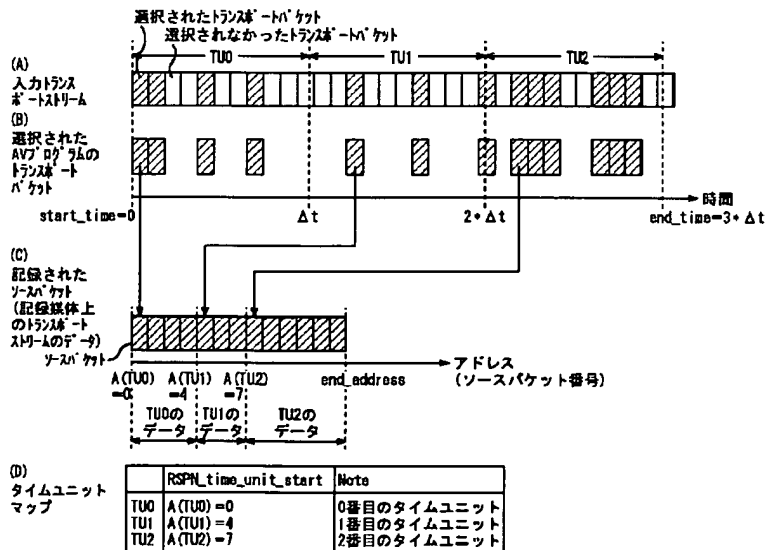 選択されたトランスポートパケット
選択されなかったトランスポートパケット
TU0 TU1 TU2
(A)
入力トランス
ポートストリーム
(B)
選択された
AVプログラムの
トランスポート
パケット
時間
start_time=0 Δt 2*Δt end_time=3*Δt
(C)
記録された
ソースパケット
(記録媒体上
のトランスポート
ストリームのデータ)
ソースパケット
アドレス
(ソースパケット番号)
A(TU0) A(TU1) A(TU2) end_address
=0 =4 =7
TU0の TU1の TU2の
データ データ データ
(D)
タイムユニット
マップ
RSPN_time_unit_start Note
TU0 A(TU0)=0 0番目のタイムユニット
TU1 A(TU1)=4 1番目のタイムユニット
TU2 A(TU2)=7 2番目のタイムユニット